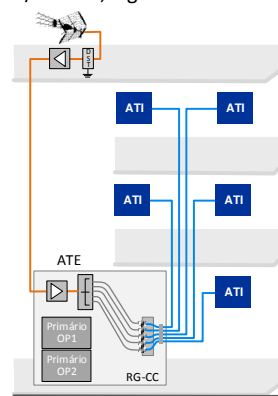 DST
ATI
ATI
ATI
ATI
ATE
ATI
Primário
OP1
Primário
OP2
RG-CC